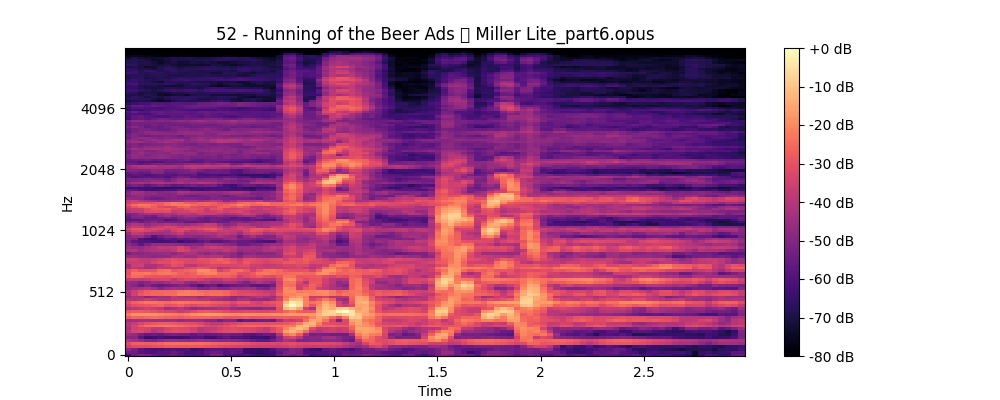 52 - Running of the Beer Ads ▯ Miller Lite_part6.opus
+0 dB
-10 dB
-20 dB
-30 dB
-40 dB
-50 dB
-60 dB
-70 dB
-80 dB
4096
2048
1024
512
0
Hz
0 0.5 1 1.5 2 2.5
Time